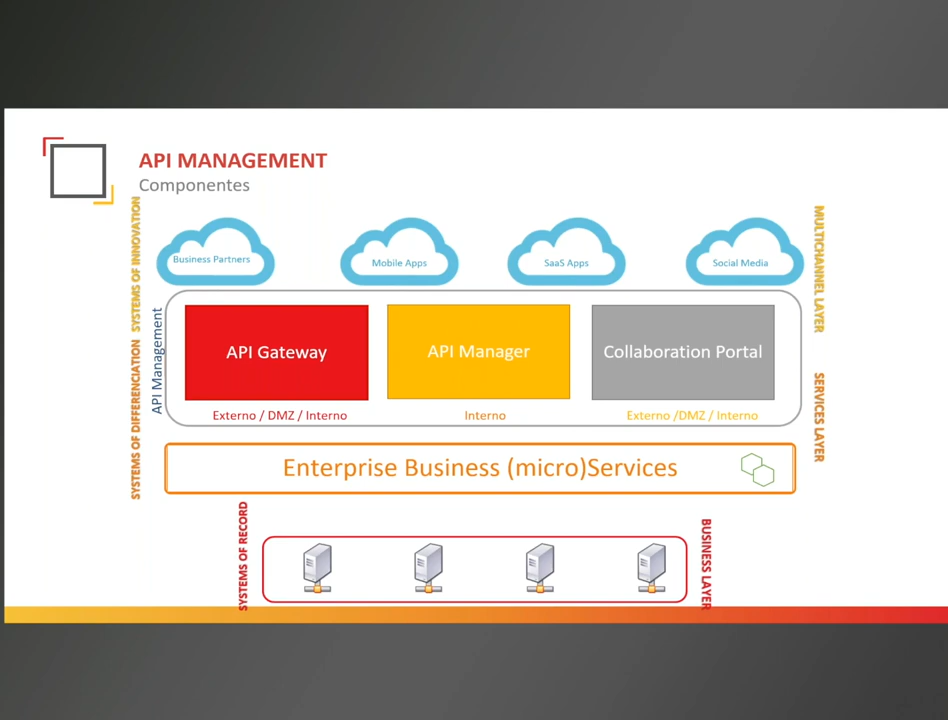 API MANAGEMENT
Componentes
SYSTEMS OF INNOVATION
Business Partners
Mobile Apps
SaaS Apps
Social Media
MULTICHANNEL LAYER
API Management
API Gateway
API Manager
Collaboration Portal
Externo / DMZ / Interno
Interno
Externo /DMZ / Interno
SYSTEMS OF DIFFERENCIATION
SERVICES LAYER
Enterprise Business (micro)Services
SYSTEMS OF RECORD
BUSINESS LAYER